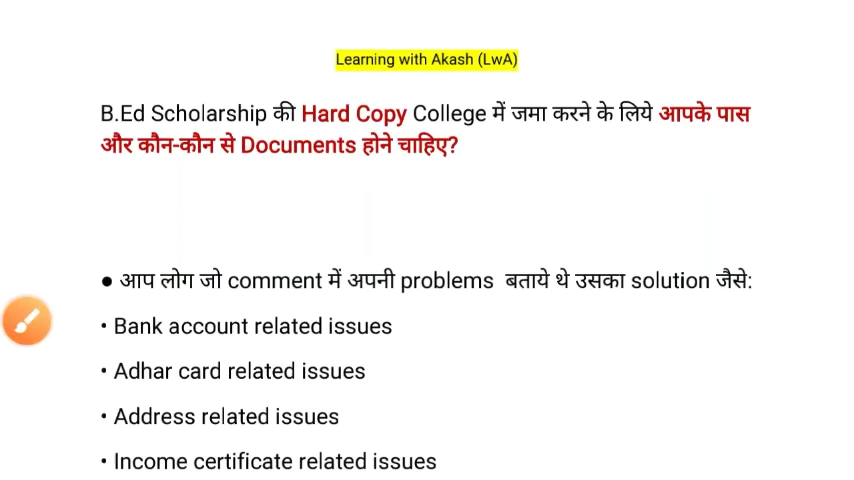 Learning with Akash (LwA)
B.Ed Scholarship की Hard Copy College में जमा करने के लिये आपके पास
और कौन-कौन से Documents होने चाहिए?
● आप लोग जो comment में अपनी problems बताये थे उसका solution जैसे:
• Bank account related issues
• Adhar card related issues
• Address related issues
• Income certificate related issues